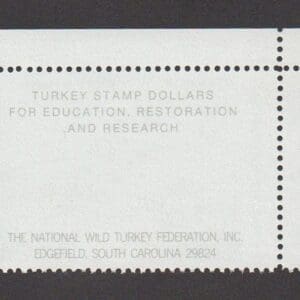 TURKEY STAMP DOLLARS
FOR EDUCATION, RESTORATION
AND RESEARCH
THE NATIONAL WILD TURKEY FEDERATION, INC.
EDGEFIELD, SOUTH CAROLINA 29824